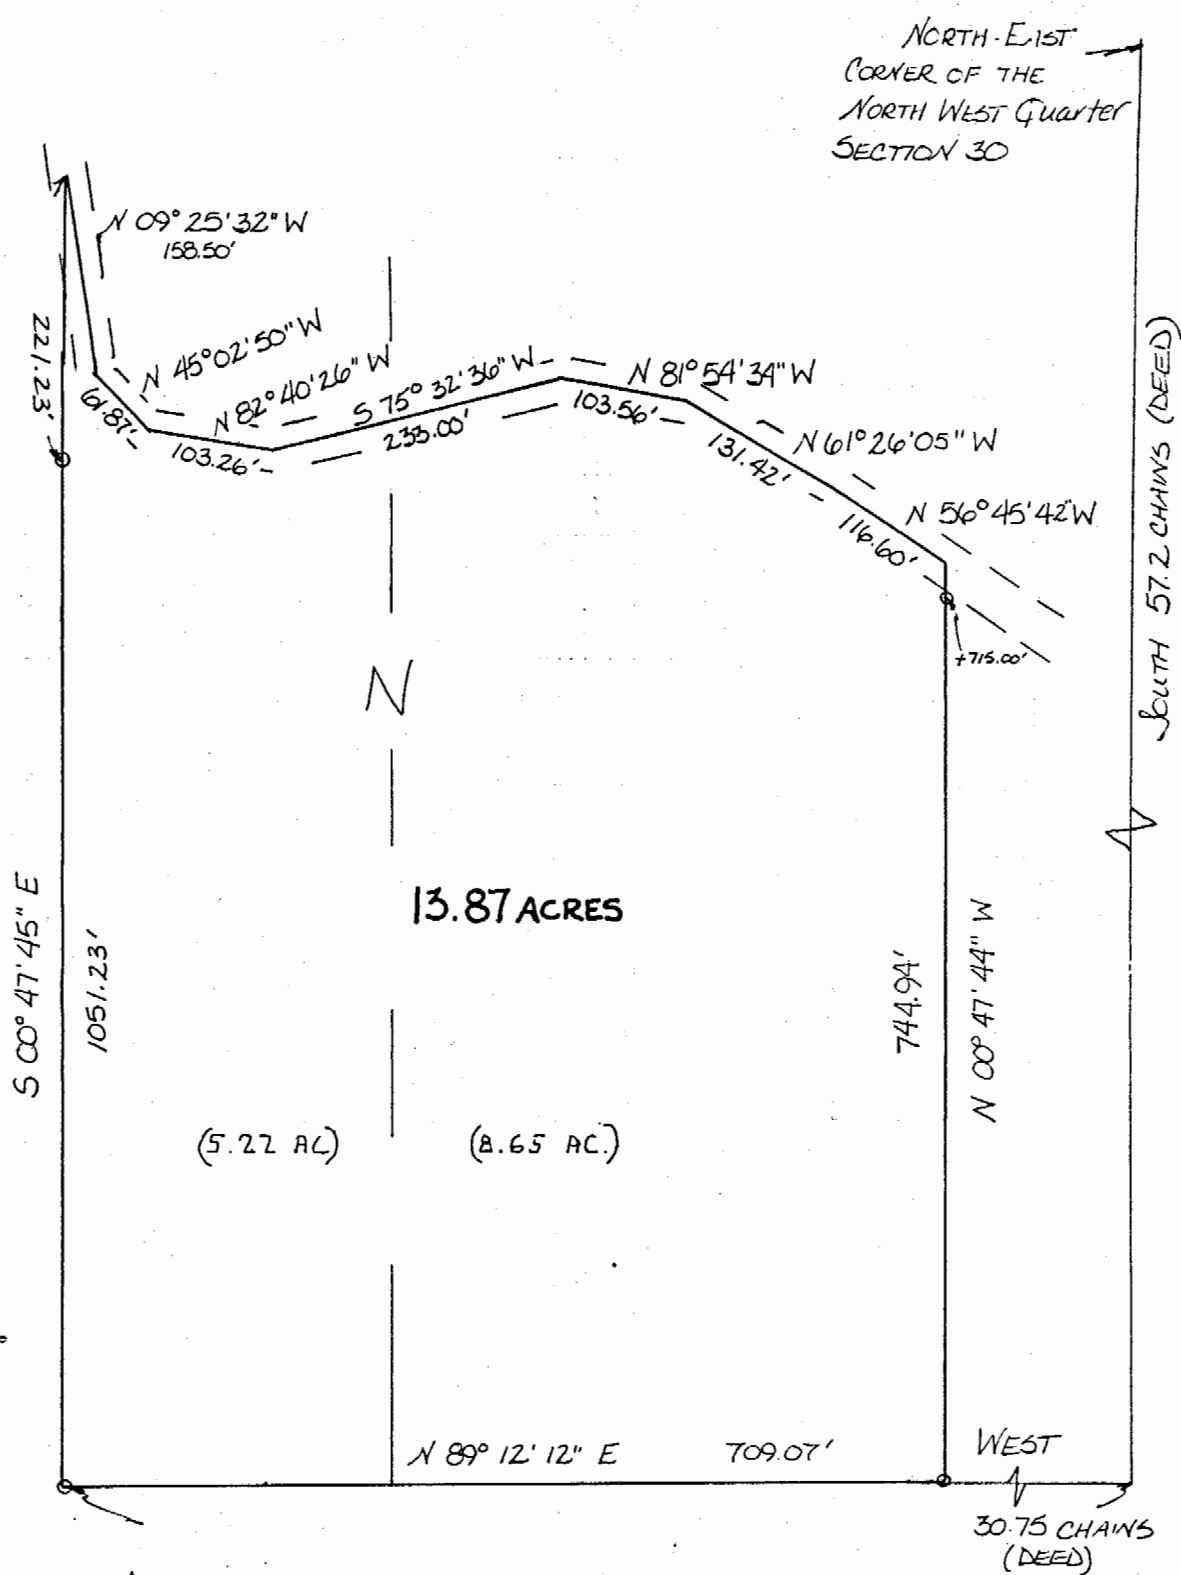 NORTH-EAST
CORNER OF THE
NORTH WEST Quarter
SECTION 30
N 09° 25' 32" W
158.50'
221.23'
N 45° 02' 50" W
61.87'
N 82° 40' 26" W
103.26'
S 75° 32' 36" W
233.00'
N 81° 54' 34" W
103.56'
N 61° 26' 05" W
131.42'
N 56° 45' 42" W
116.60'
+715.00'
SOUTH 57.2 CHAINS (DEED)
N
13.87 ACRES
S 00° 47' 45" E
1051.23'
744.94'
N 00° 47' 44" W
(5.22 AC)
(8.65 AC.)
N 89° 12' 12" E
709.07'
WEST
30.75 CHAINS
(DEED)